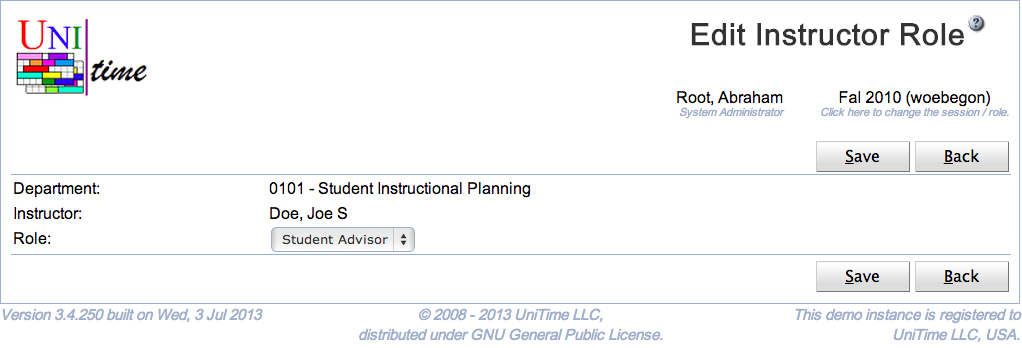 UNI
time
Edit Instructor Role
?
Root, Abraham
System Administrator
Fal 2010 (woebegon)
Click here to change the session / role.
Save Back
Department: 0101 - Student Instructional Planning
Instructor: Doe, Joe S
Role: Student Advisor
Save Back
Version 3.4.250 built on Wed, 3 Jul 2013
© 2008 - 2013 UniTime LLC,
distributed under GNU General Public License.
This demo instance is registered to
UniTime LLC, USA.